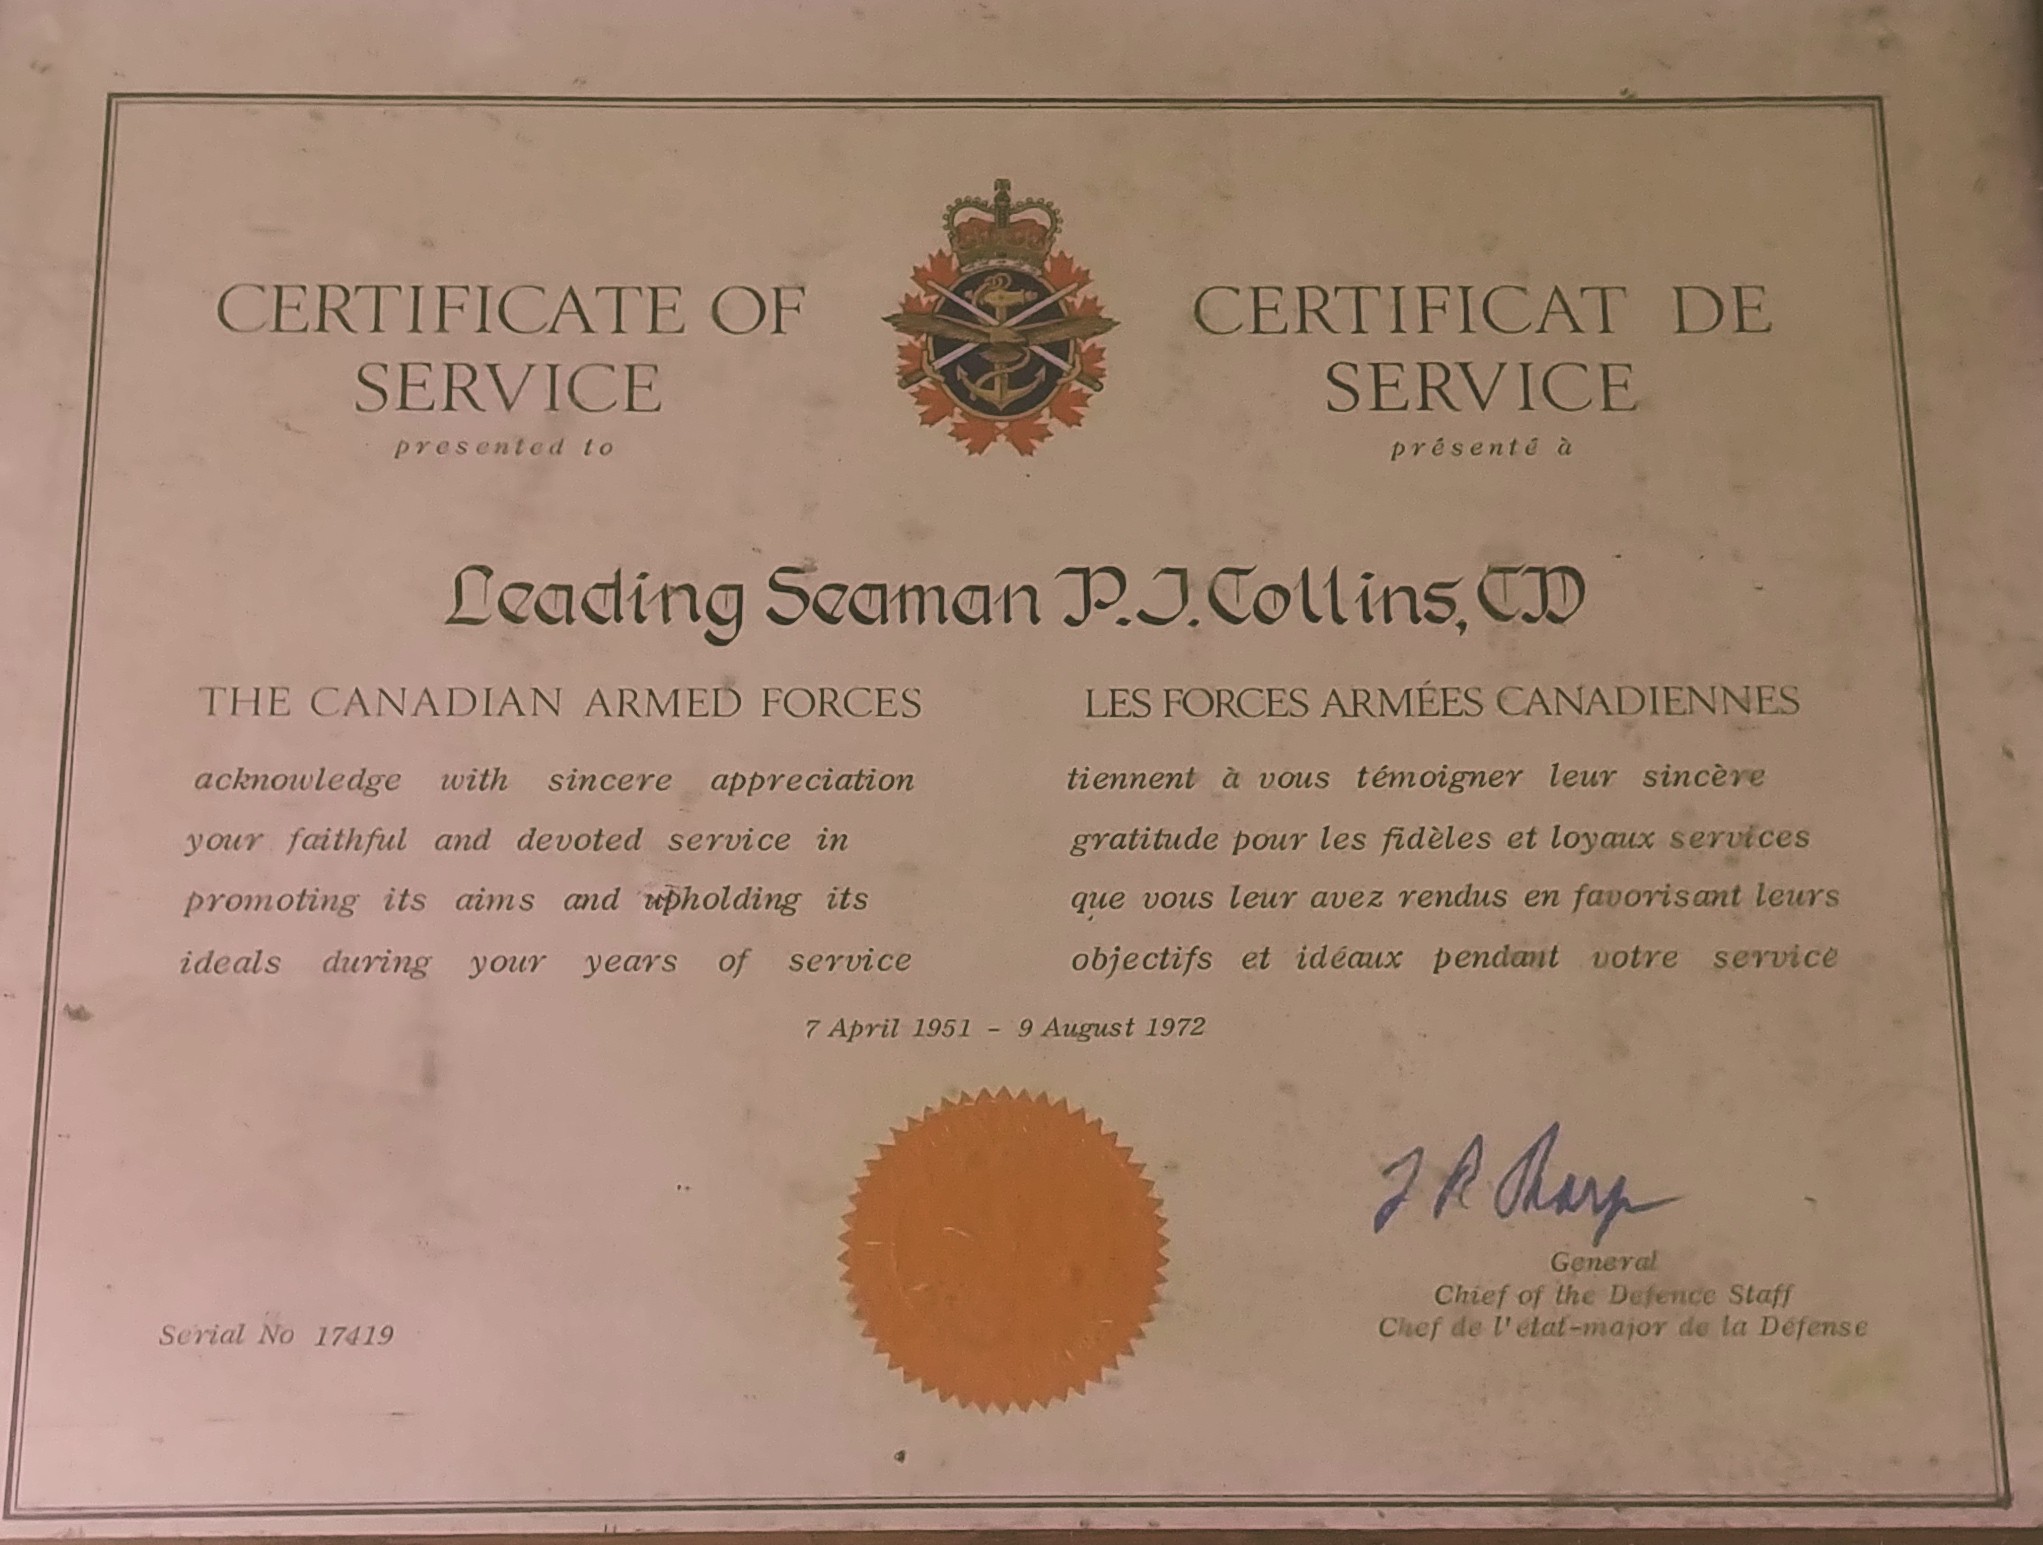 CERTIFICATE OF
SERVICE
presented to
CERTIFICAT DE
SERVICE
présenté à
Leading Seaman P.J. Collins, CD
THE CANADIAN ARMED FORCES
acknowledge with sincere appreciation
your faithful and devoted service in
promoting its aims and upholding its
ideals during your years of service
LES FORCES ARMÉES CANADIENNES
tiennent à vous témoigner leur sincère
gratitude pour les fidèles et loyaux services
que vous leur avez rendus en favorisant leurs
objectifs et idéaux pendant votre service
7 April 1951 - 9 August 1972
Serial No 17419
F R Sharp
General
Chief of the Defence Staff
Chef de l'état-major de la Défense